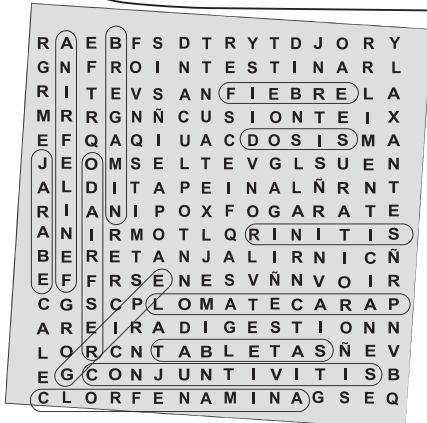 R A E B F S D T R Y T D J O R Y
G N F R O I N T E S T I N A R L
R I T E V S A N F I E B R E L A
M R R G N Ñ C U S I O N T E I X
E F Q A Q I U A C D O S I S M A
J E O M S E L T E V G L S U E N
A L D I T A P E I N A L Ñ R N T
R I A N I P O X F O G A R A T E
A N I R M O T L Q R I N I T I S
B E R E T A N J A L I R N I C Ñ
E F F R S E N E S V Ñ N V O I R
C G S C P L O M A T E C A R A P
A R E I R A D I G E S T I O N N
L O R C N T A B L E T A S Ñ E V
E G C O N J U N T I V I T I S B
C L O R F E N A M I N A G S E Q